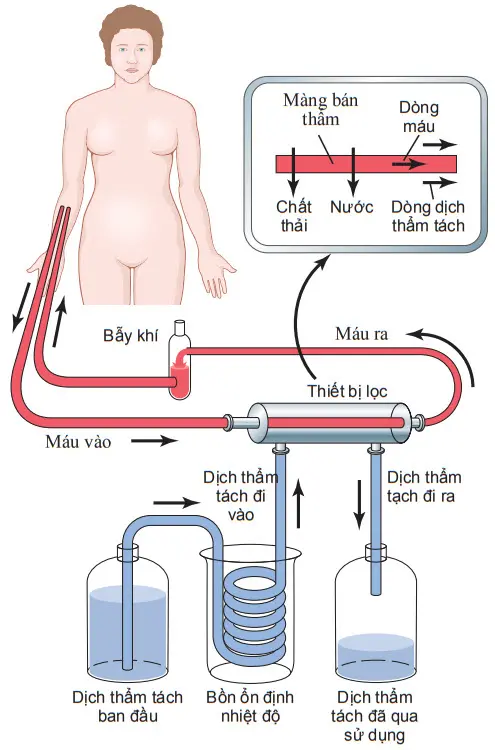 Màng bán
thẩm
Dòng
máu
Chất
thải
Nước
Dòng dịch
thẩm tách
Bẫy khí
Máu ra
Thiết bị lọc
Máu vào
Dịch thẩm
tách đi
vào
Dịch thẩm
tạch đi ra
Dịch thẩm tách
ban đầu
Bồn ổn định
nhiệt độ
Dịch thẩm
tách đã qua
sử dụng